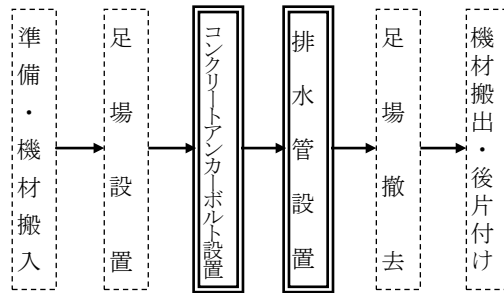 準備・機材搬入
足場設置
コンクリートアンカーボルト設置
排水管設置
足場撤去
機材搬出・後片付け